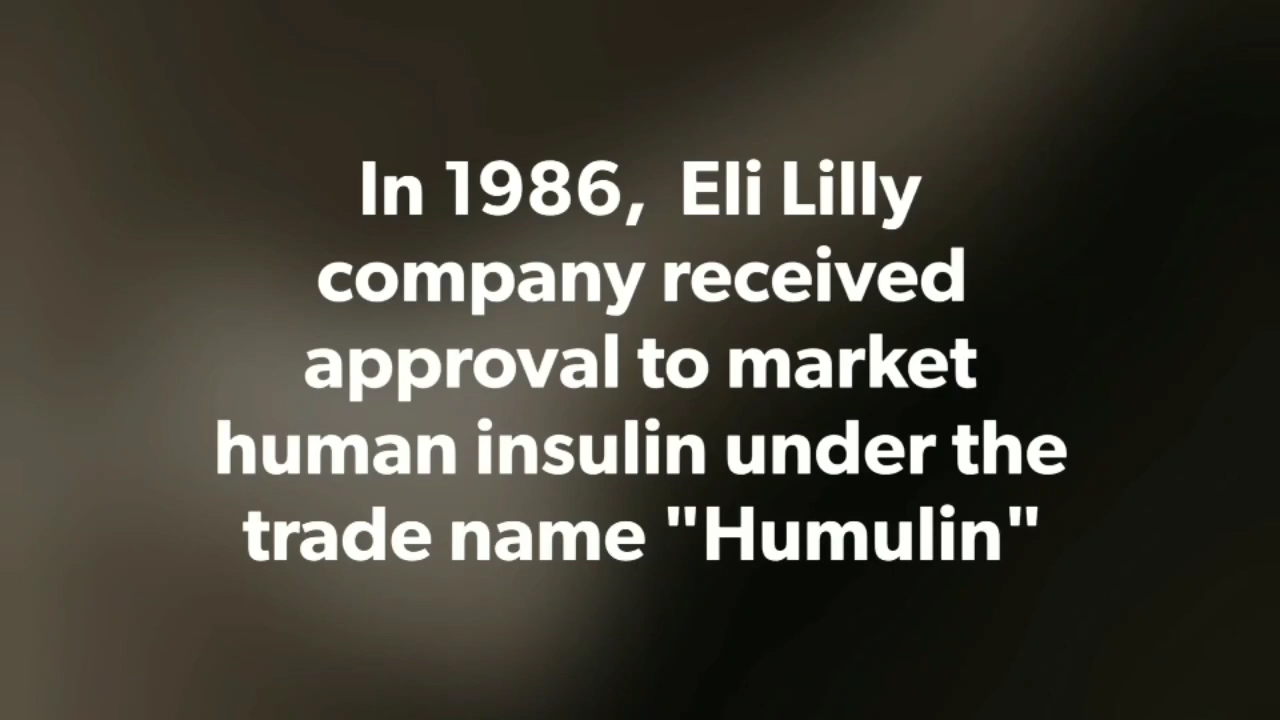 In 1986,  Eli Lilly
company received
approval to market
human insulin under the
trade name "Humulin"